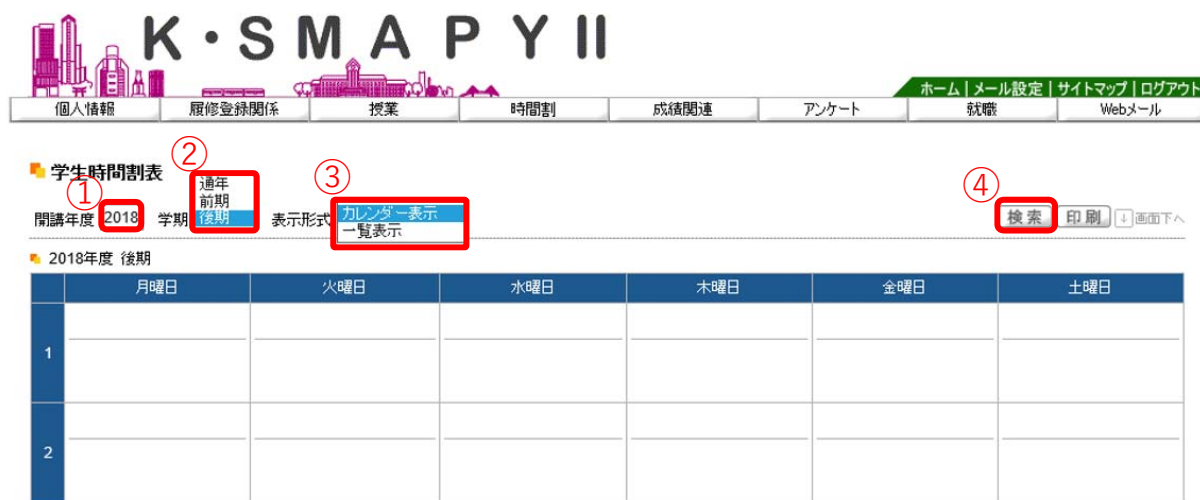 K・SMAPYⅡ
ホーム | メール設定 | サイトマップ | ログアウト
個人情報 履修登録関係 授業 時間割 成績関連 アンケート 就職 Webメール
学生時間割表
① ② ③ ④
開講年度 2018 学期 通年 前期 後期 表示形式 カレンダー表示 一覧表示 検索 印刷 ↓画面下へ
2018年度 後期
月曜日 火曜日 水曜日 木曜日 金曜日 土曜日
1
2